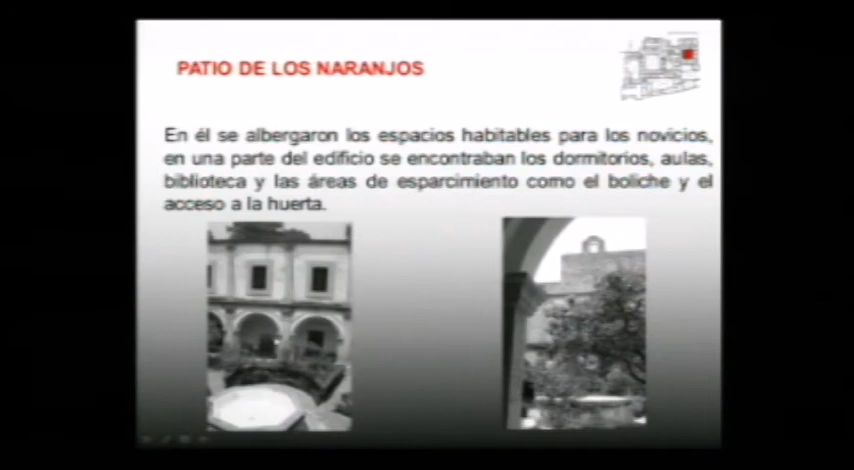 PATIO DE LOS NARANJOS
En él se albergaron los espacios habitables para los novicios,
en una parte del edificio se encontraban los dormitorios, aulas,
biblioteca y las áreas de esparcimiento como el boliche y el
acceso a la huerta.